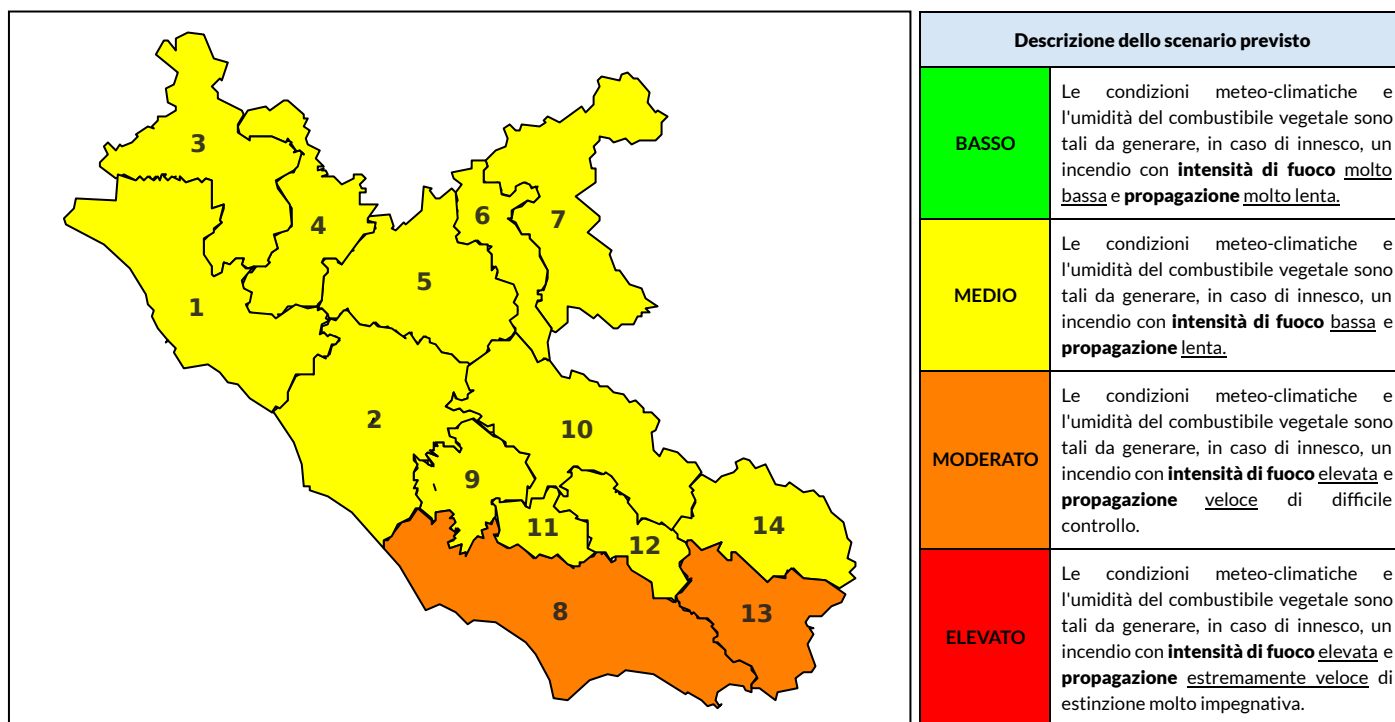 3
4
6
7
5
1
2
10
9
11
12
14
8
13
Descrizione dello scenario previsto
BASSO
Le condizioni meteo-climatiche e
l'umidità del combustibile vegetale sono
tali da generare, in caso di innesco, un
incendio con intensità di fuoco molto
bassa e propagazione molto lenta.
MEDIO
Le condizioni meteo-climatiche e
l'umidità del combustibile vegetale sono
tali da generare, in caso di innesco, un
incendio con intensità di fuoco bassa e
propagazione lenta.
MODERATO
Le condizioni meteo-climatiche e
l'umidità del combustibile vegetale sono
tali da generare, in caso di innesco, un
incendio con intensità di fuoco elevata e
propagazione veloce di difficile
controllo.
ELEVATO
Le condizioni meteo-climatiche e
l'umidità del combustibile vegetale sono
tali da generare, in caso di innesco, un
incendio con intensità di fuoco elevata e
propagazione estremamente veloce di
estinzione molto impegnativa.